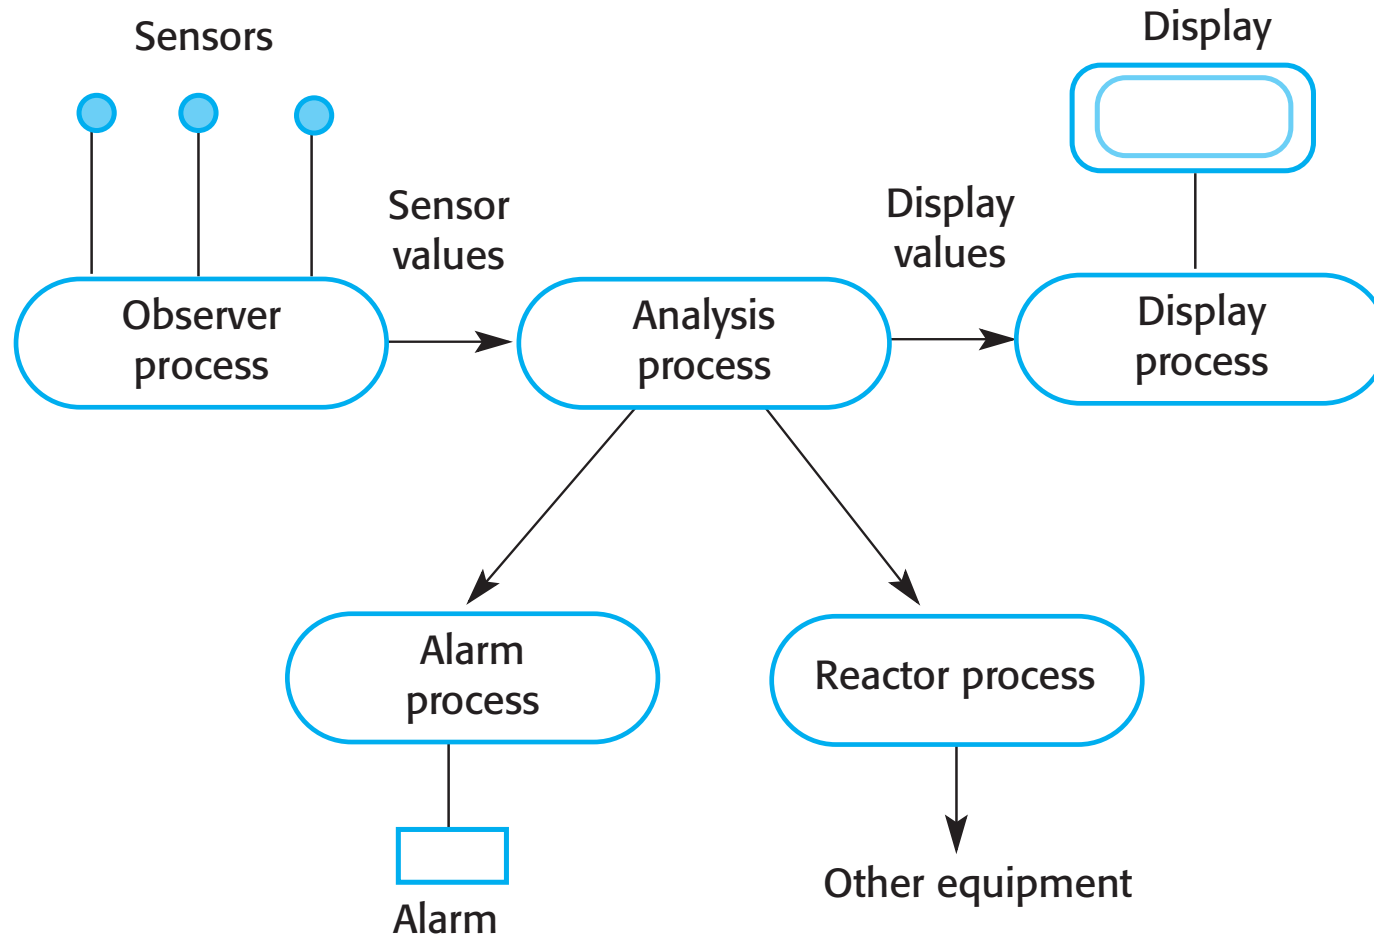 Sensors
Display
Sensor
values
Display
values
Observer
process
Analysis
process
Display
process
Alarm
process
Reactor process
Alarm
Other equipment